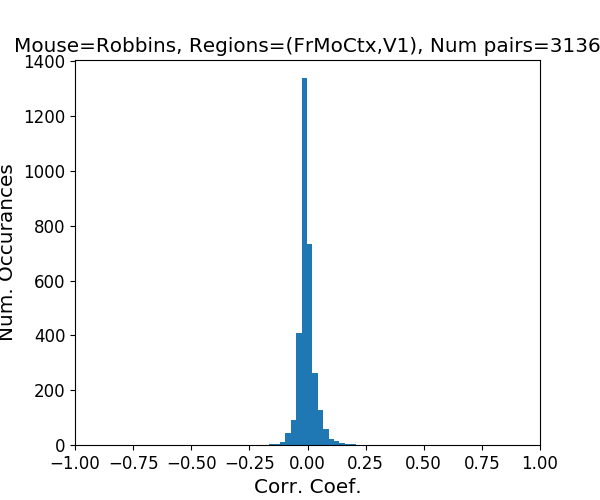 Mouse=Robbins, Regions=(FrMoCtx,V1), Num pairs=3136
1400
1200
1000
800
600
400
200
0
Num. Occurances
−1.00 −0.75 −0.50 −0.25 0.00 0.25 0.50 0.75 1.00
Corr. Coef.